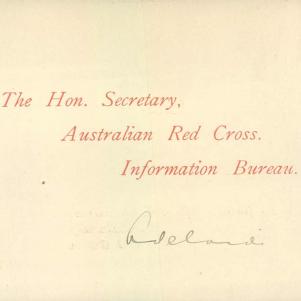 The Hon. Secretary,
Australian Red Cross.
Information Bureau.
Adelaide